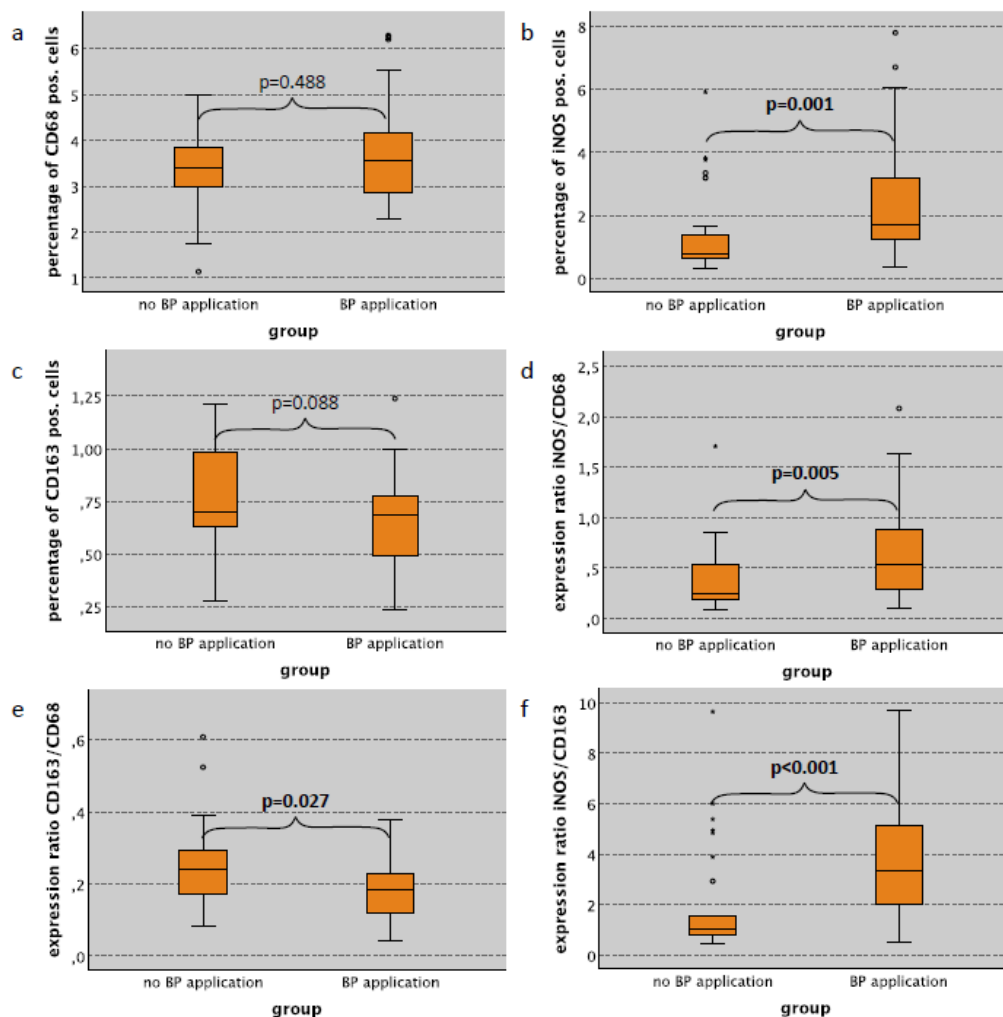 a
percentage of CD68 pos. cells
6
5
4
3
2
1
p=0.488
no BP application
BP application
group
b
percentage of iNOS pos. cells
8
6
4
2
0
p=0.001
no BP application
BP application
group
c
percentage of CD163 pos. cells
1,25
1,00
,75
,50
,25
p=0.088
no BP application
BP application
group
d
expression ratio iNOS/CD68
2,5
2,0
1,5
1,0
,5
,0
p=0.005
no BP application
BP application
group
e
expression ratio CD163/CD68
,6
,4
,2
,0
p=0.027
no BP application
BP application
group
f
expression ratio iNOS/CD163
10
8
6
4
2
0
p<0.001
no BP application
BP application
group